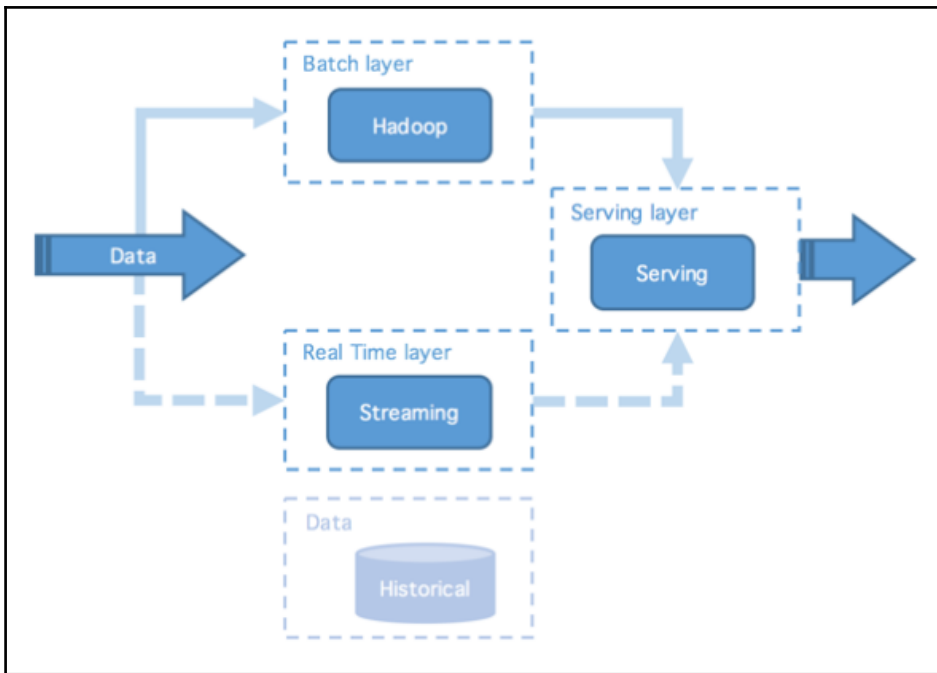 Batch layer
Hadoop
Data
Serving layer
Serving
Real Time layer
Streaming
Data
Historical